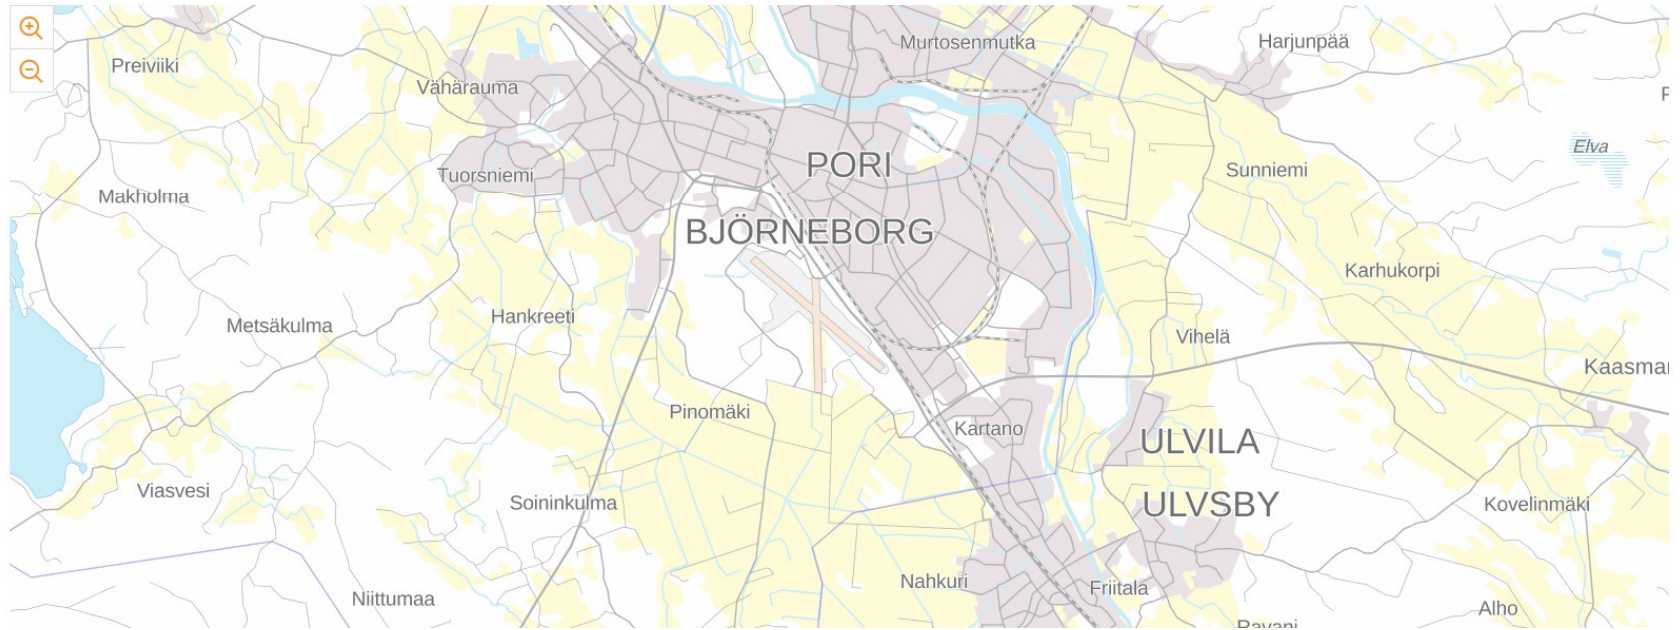 Murtosenmutka
Harjunpää
Preiviiki
Vähärauma
Elva
PORI
Sunniemi
Tuorsniemi
Makholma
BJÖRNEBORG
Karhukorpi
Hankreeti
Metsäkulma
Vihelä
Pinomäki
Kartano
ULVILA
Viasvesi
Soininkulma
ULVSBY
Kovelinmäki
Nahkuri
Friitala
Niittumaa
Alho